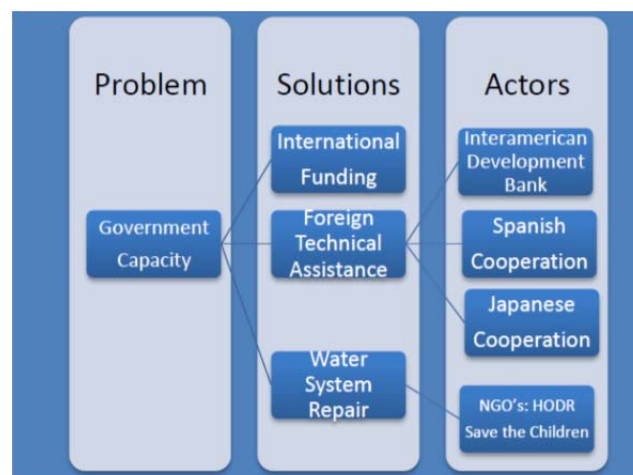 Problem
Solutions
Actors
Government
Capacity
International
Funding
Foreign
Technical
Assistance
Water
System
Repair
Interamerican
Development
Bank
Spanish
Cooperation
Japanese
Cooperation
NGO's: HODR
Save the Children